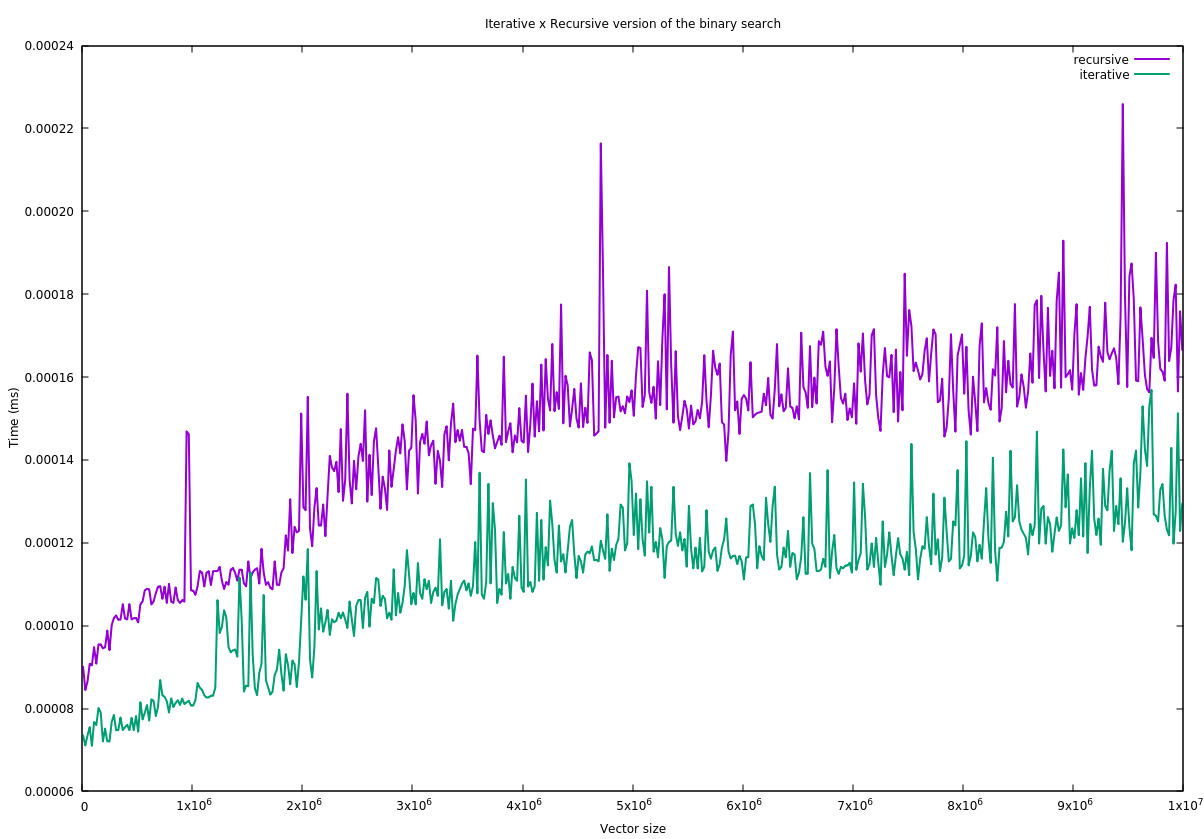 Iterative x Recursive version of the binary search
0.00024
0.00022
0.00020
0.00018
0.00016
0.00014
0.00012
0.00010
0.00008
0.00006
Time (ms)
recursive
iterative
0 1x10⁶ 2x10⁶ 3x10⁶ 4x10⁶ 5x10⁶ 6x10⁶ 7x10⁶ 8x10⁶ 9x10⁶ 1x10⁷
Vector size